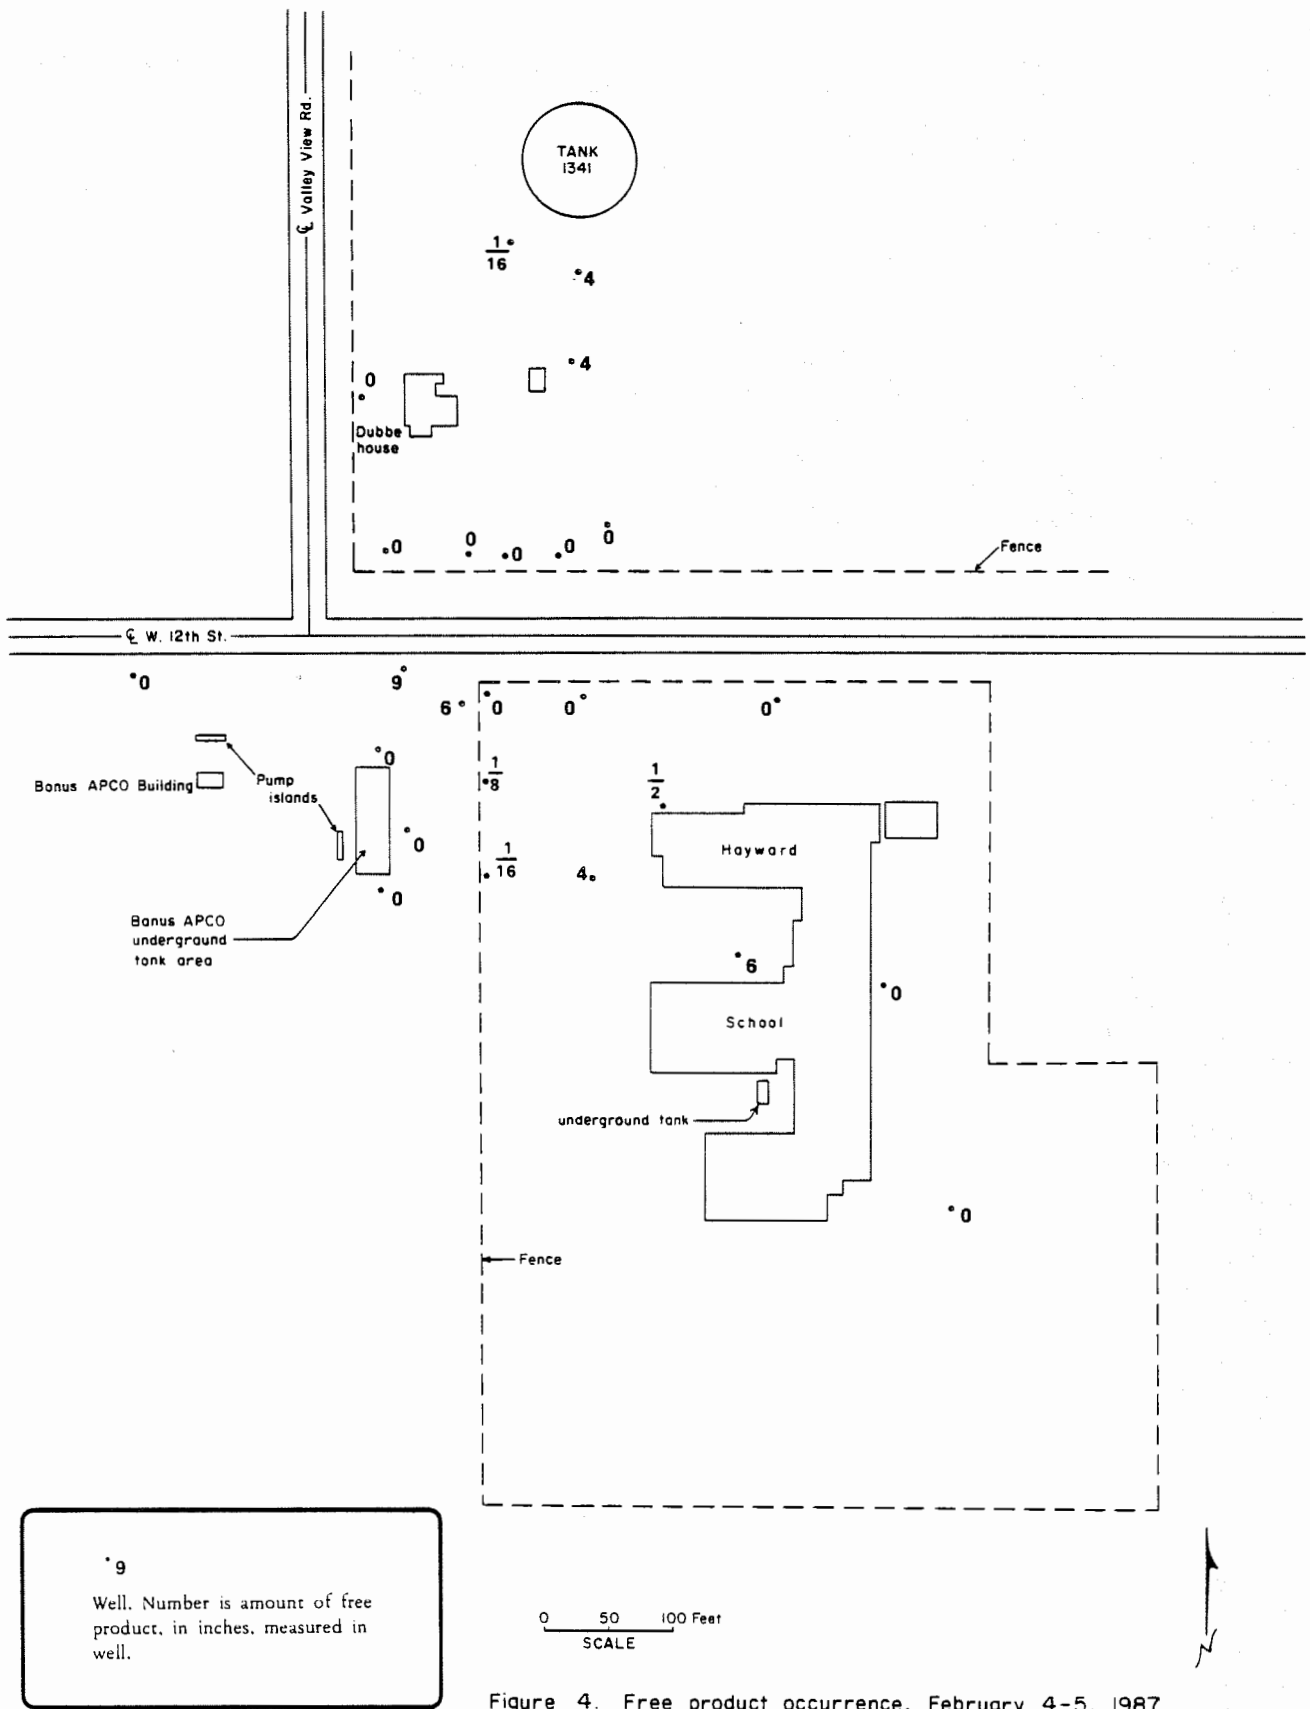 ℄ Valley View Rd.
TANK
1341
1
16
4
4
0
Dubbe
house
0
0
0
0
0
Fence
℄ W. 12th St.
0
9
6
0
0
0
0
Pump
islands
Bonus APCO Building
1
8
1
2
0
Hayward
1
16
4
0
Bonus APCO
underground
tank area
6
0
School
underground tank
0
Fence
9
Well. Number is amount of free
product, in inches, measured in
well.
0 50 100 Feet
SCALE
N
Figure 4. Free product occurrence, February 4-5, 1987